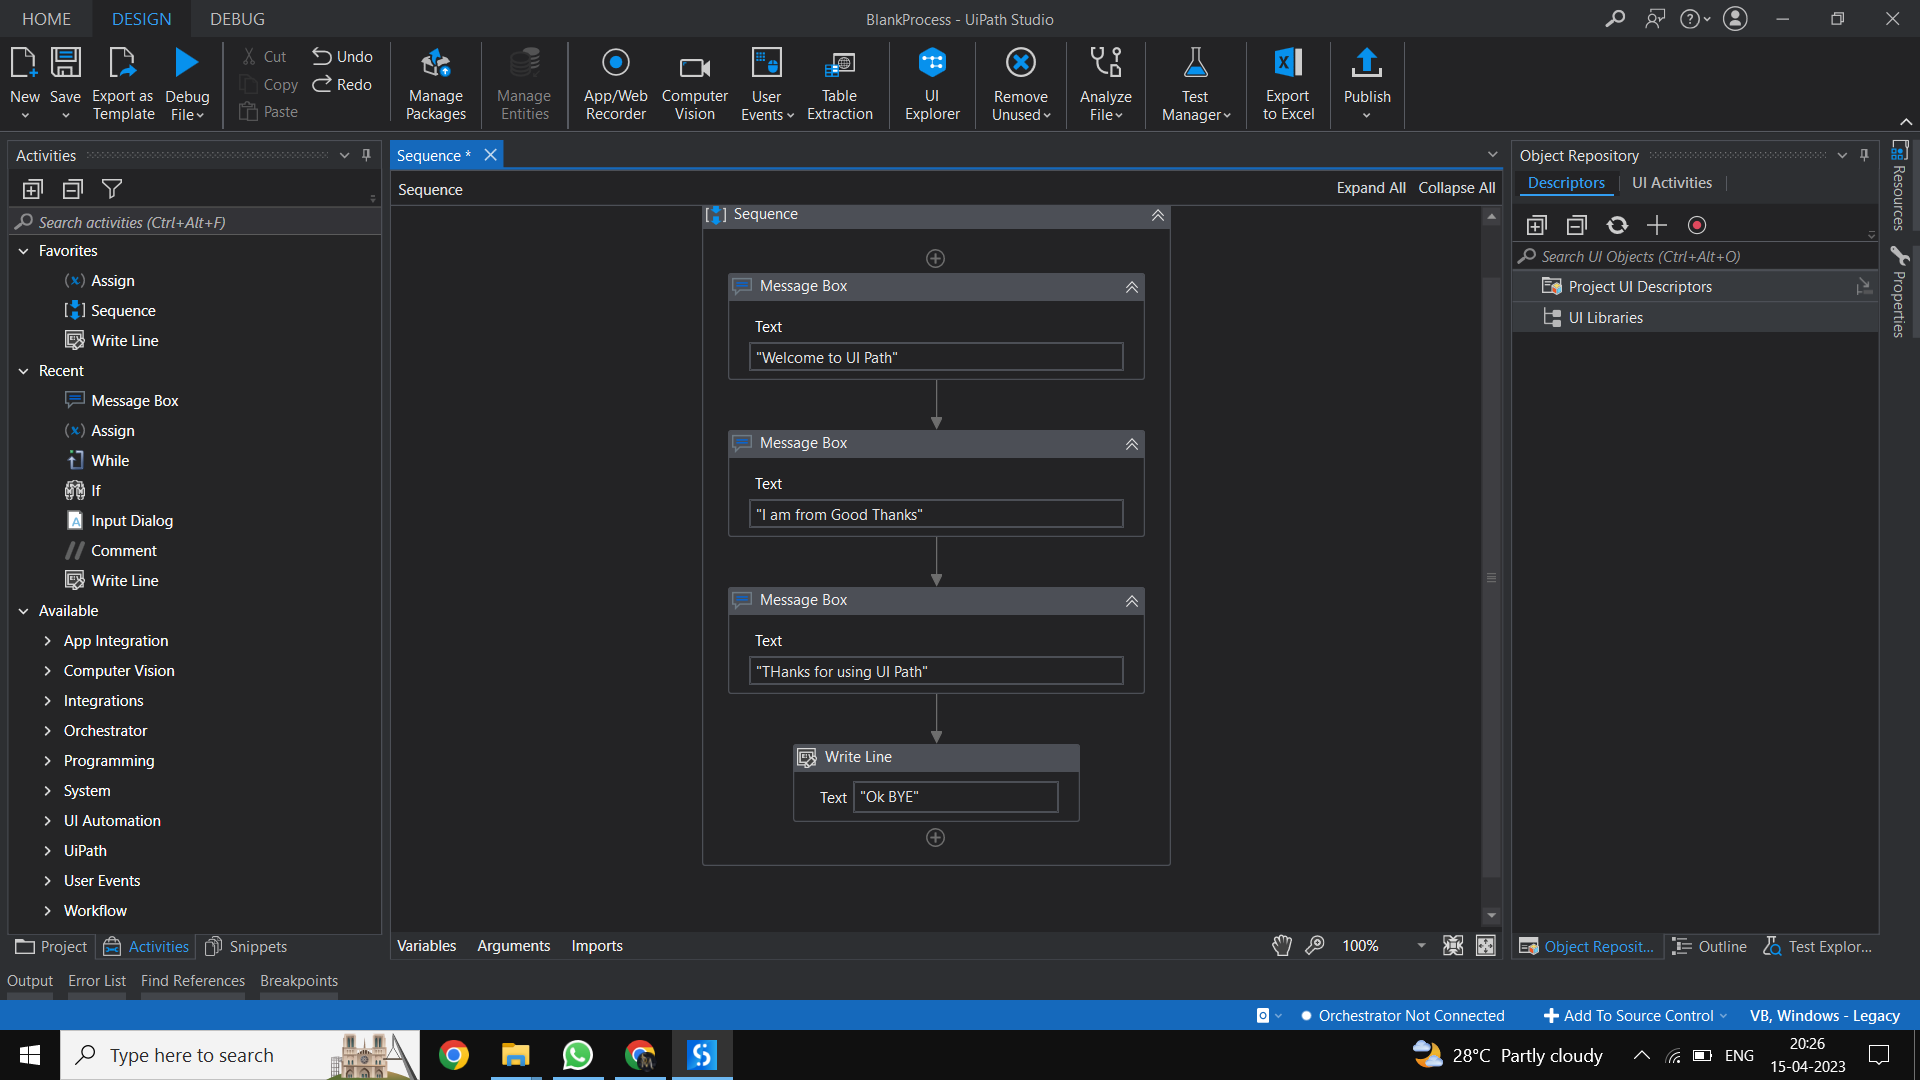 HOME DESIGN DEBUG BlankProcess - UiPath Studio
New Save Export as Template Debug File Cut Copy Paste Undo Redo Manage Packages Manage Entities App/Web Recorder Computer Vision User Events Table Extraction UI Explorer Remove Unused Analyze File Test Manager Export to Excel Publish
Activities
Search activities (Ctrl+Alt+F)
Favorites
Assign
Sequence
Write Line
Recent
Message Box
Assign
While
If
Input Dialog
Comment
Write Line
Available
App Integration
Computer Vision
Integrations
Orchestrator
Programming
System
UI Automation
UiPath
User Events
Workflow
Project Activities Snippets
Sequence *
Sequence Expand All Collapse All
Sequence
Message Box
Text
"Welcome to UI Path"
Message Box
Text
"I am from Good Thanks"
Message Box
Text
"THanks for using UI Path"
Write Line
Text "Ok BYE"
Variables Arguments Imports 100%
Object Repository
Descriptors UI Activities
Search UI Objects (Ctrl+Alt+O)
Project UI Descriptors
UI Libraries
Object Reposit... Outline Test Explor...
Resources
Properties
Output Error List Find References Breakpoints
Orchestrator Not Connected Add To Source Control VB, Windows - Legacy
Type here to search 28°C Partly cloudy ENG 20:26
15-04-2023